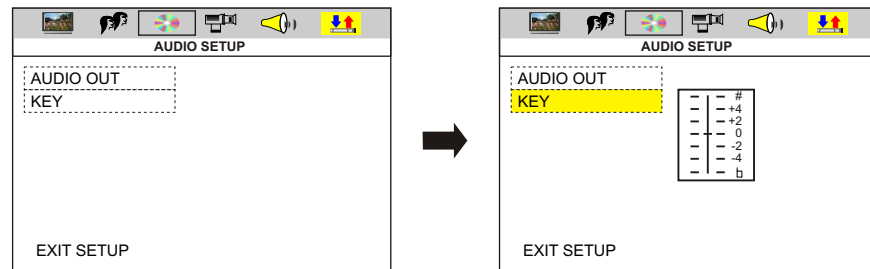 AUDIO SETUP
AUDIO OUT
KEY
EXIT SETUP
AUDIO SETUP
AUDIO OUT
KEY
#
+4
+2
0
-2
-4
b
EXIT SETUP